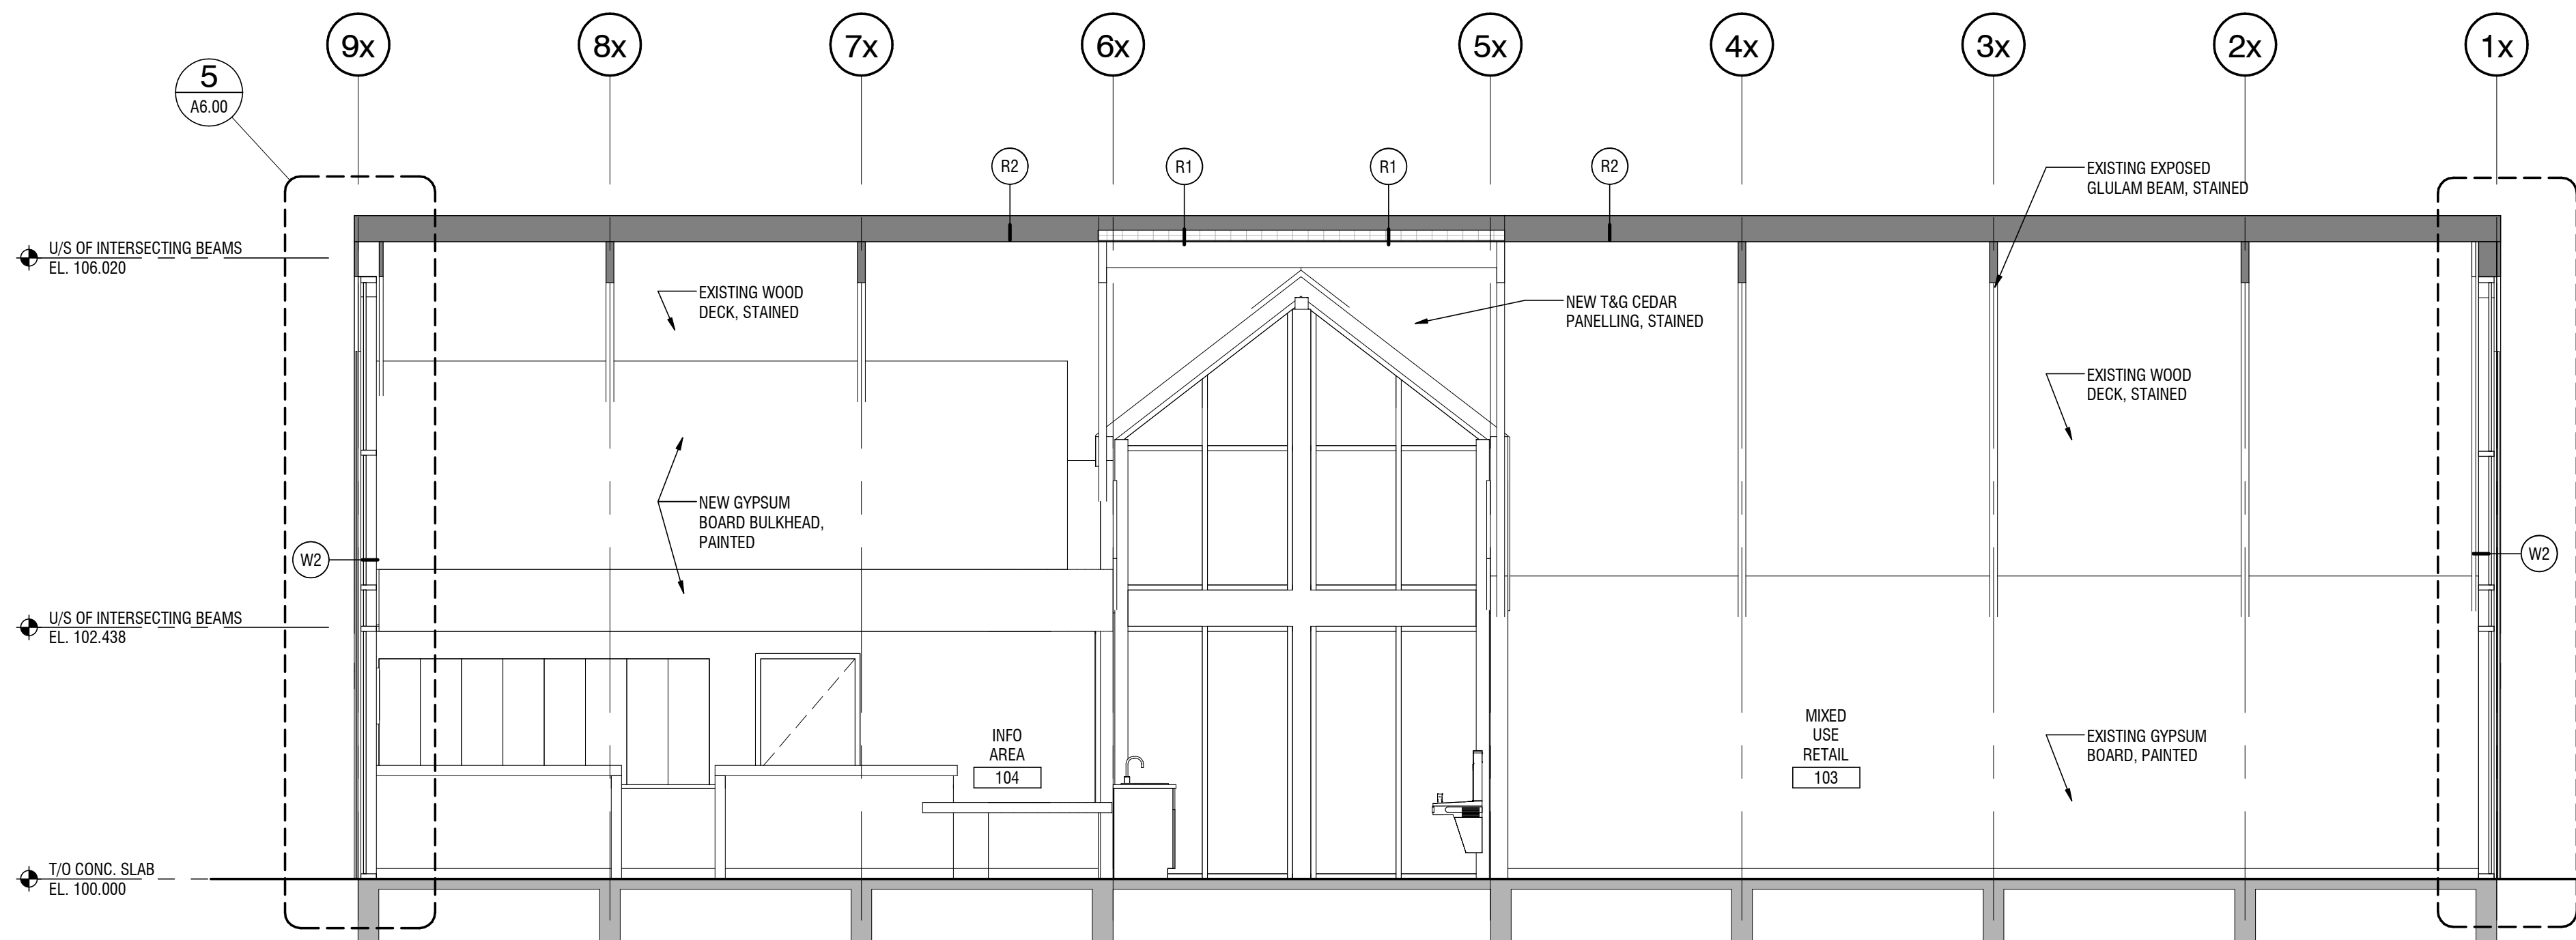 9x
8x
7x
6x
5x
4x
3x
2x
1x
5
A6.00
R2
R1
R1
R2
EXISTING EXPOSED
GLULAM BEAM, STAINED
U/S OF INTERSECTING BEAMS
EL. 106.020
EXISTING WOOD
DECK, STAINED
NEW T&G CEDAR
PANELLING, STAINED
EXISTING WOOD
DECK, STAINED
NEW GYPSUM
BOARD BULKHEAD,
PAINTED
W2
W2
U/S OF INTERSECTING BEAMS
EL. 102.438
INFO
AREA
104
MIXED
USE
RETAIL
103
EXISTING GYPSUM
BOARD, PAINTED
T/O CONC. SLAB
EL. 100.000